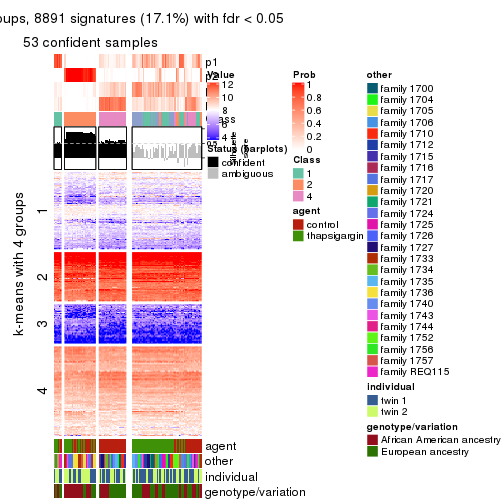 oups, 8891 signatures (17.1%) with fdr < 0.05
53 confident samples
p1
p2
Value
12
10
8
6
4
Status (barplots)
confident
ambiguous
Prob
1
0.8
0.6
0.4
0.2
0
Class
1
2
4
agent
control
thapsigargin
other
family 1700
family 1704
family 1705
family 1706
family 1710
family 1712
family 1715
family 1716
family 1717
family 1720
family 1721
family 1724
family 1725
family 1726
family 1727
family 1733
family 1734
family 1735
family 1736
family 1740
family 1743
family 1744
family 1752
family 1756
family 1757
family REQ115
individual
twin 1
twin 2
genotype/variation
African American ancestry
European ancestry
k-means with 4 groups
1
2
3
4
agent
other
individual
genotype/variation